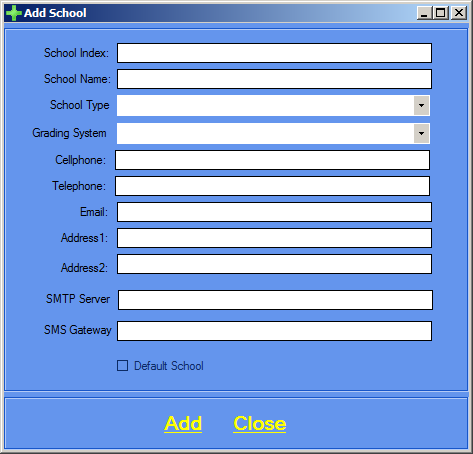 Add School
School Index:
School Name:
School Type
Grading System
Cellphone:
Telephone:
Email:
Address1:
Address2:
SMTP Server
SMS Gateway
Default School
Add Close